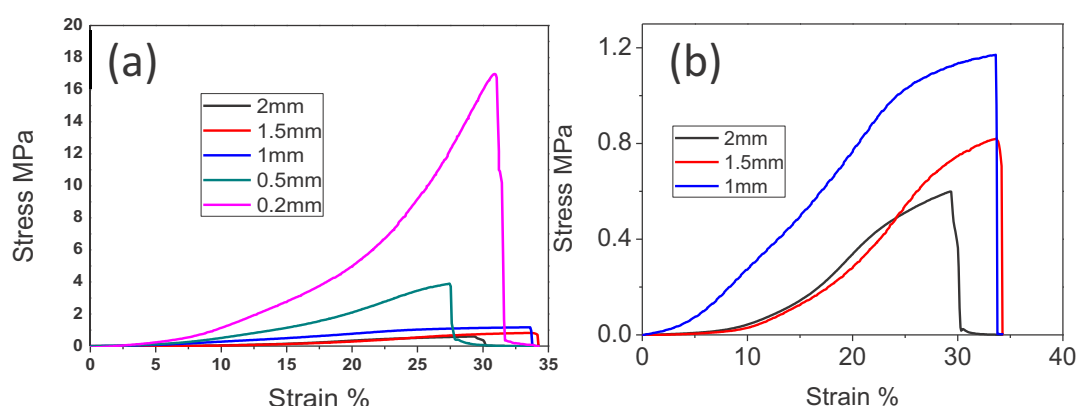 (a)
Stress MPa
20
18
16
14
12
10
8
6
4
2
0
2mm
1.5mm
1mm
0.5mm
0.2mm
0 5 10 15 20 25 30 35
Strain %
(b)
Stress MPa
1.2
0.8
0.4
0.0
2mm
1.5mm
1mm
0 10 20 30 40
Strain %